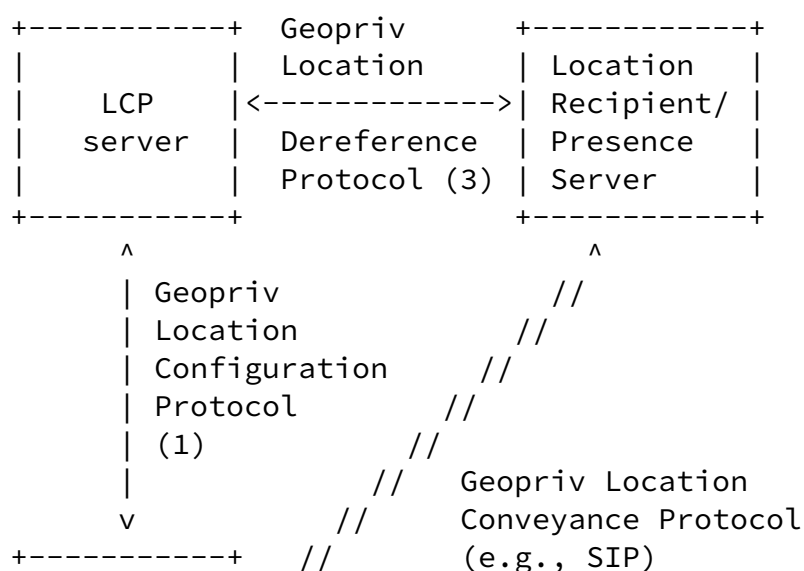 +-----------+  Geopriv       +------------+
|           |  Location      | Location   |
|    LCP    |<-------------->| Recipient/ |
|   server  |  Dereference   | Presence   |
|           |  Protocol (3)  | Server     |
+-----------+                +------------+
      ^                           ^
      | Geopriv                 //
      | Location              //
      | Configuration       //
      | Protocol          //
      | (1)             //
      |               //    Geopriv Location
      v             //      Conveyance Protocol
+-----------+     //        (e.g., SIP)